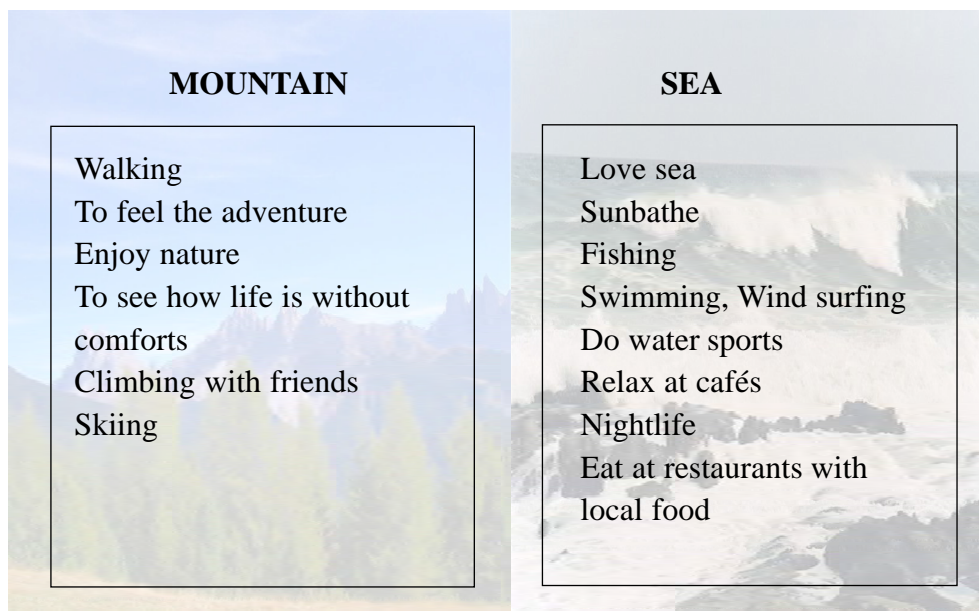 MOUNTAIN
Walking
To feel the adventure
Enjoy nature
To see how life is without
comforts
Climbing with friends
Skiing
SEA
Love sea
Sunbathe
Fishing
Swimming, Wind surfing
Do water sports
Relax at cafés
Nightlife
Eat at restaurants with
local food